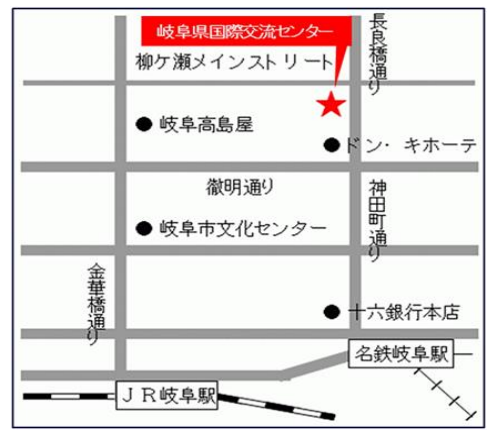 岐阜県国際交流センター
長良橋通り
柳ケ瀬メインストリート
岐阜高島屋
ドン・キホーテ
徹明通り
神田町通り
岐阜市文化センター
金華橋通り
十六銀行本店
名鉄岐阜駅
ＪＲ岐阜駅